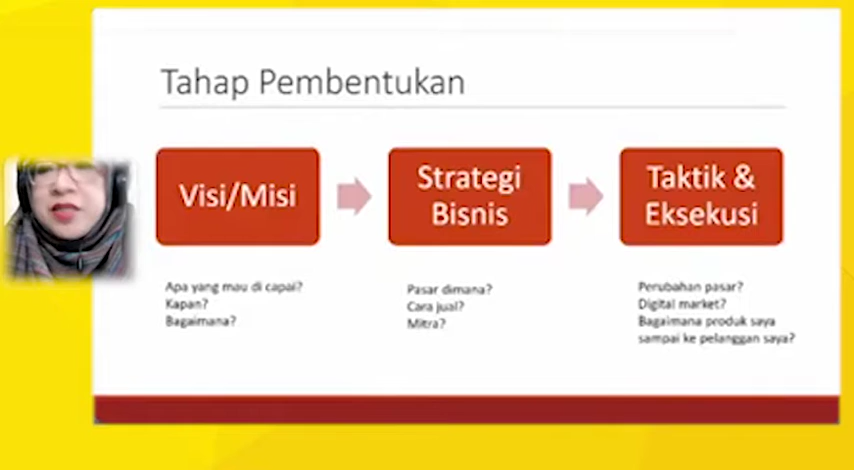 Tahap Pembentukan
Visi/Misi
Strategi
Bisnis
Taktik &
Eksekusi
Apa yang mau di capai?
Kapan?
Bagaimana?
Pasar dimana?
Cara jual?
Mitra?
Perubahan pasar?
Digital market?
Bagaimana produk saya
sampai ke pelanggan saya?